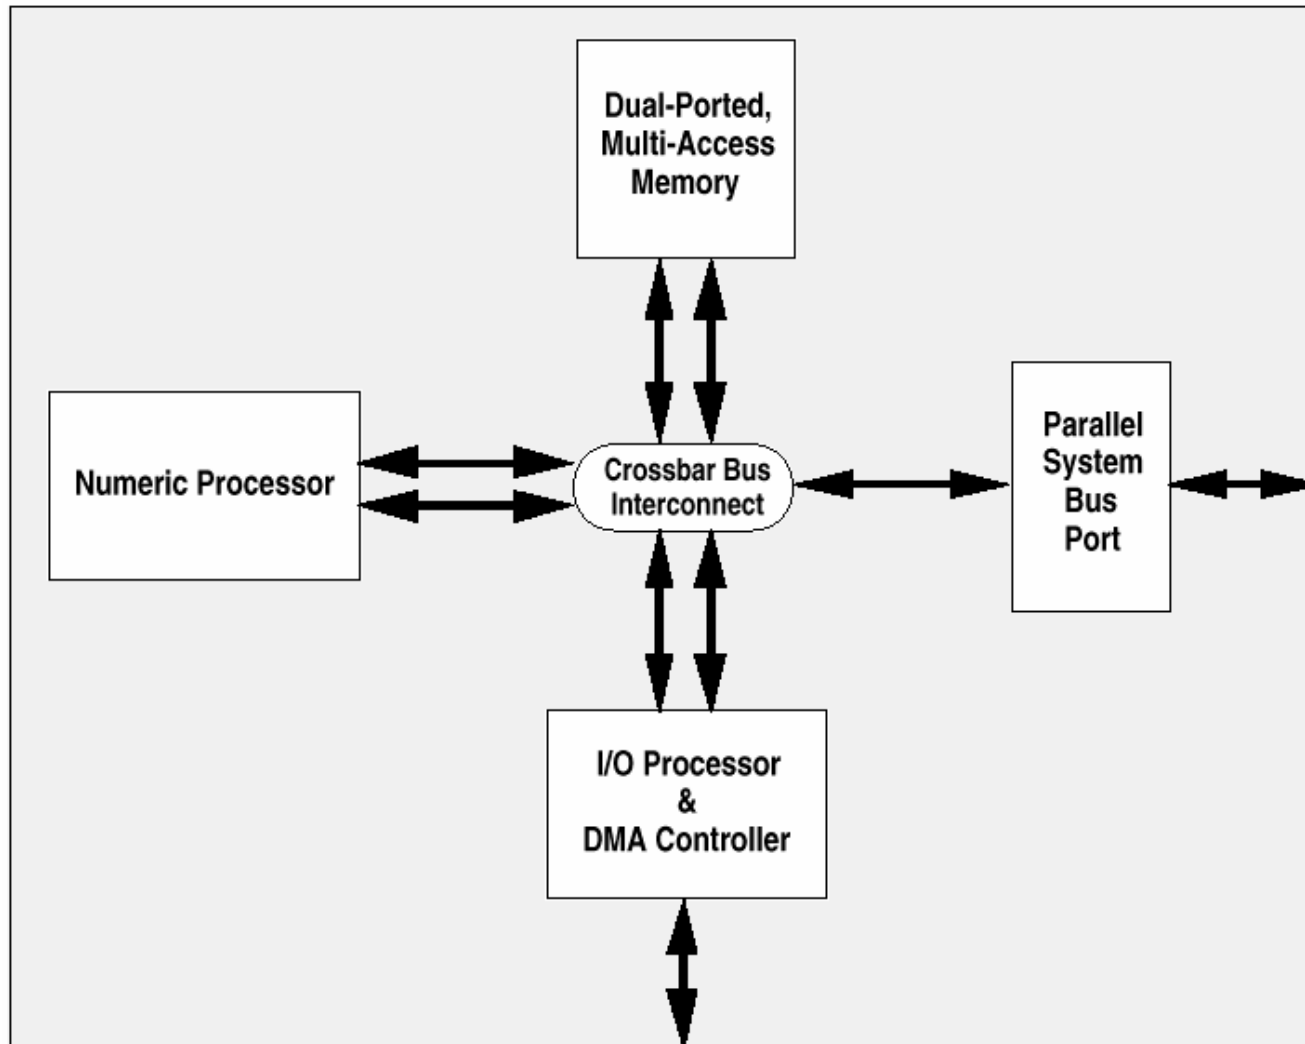 Dual-Ported,
Multi-Access
Memory
Numeric Processor
Crossbar Bus
Interconnect
Parallel
System
Bus
Port
I/O Processor
&
DMA Controller